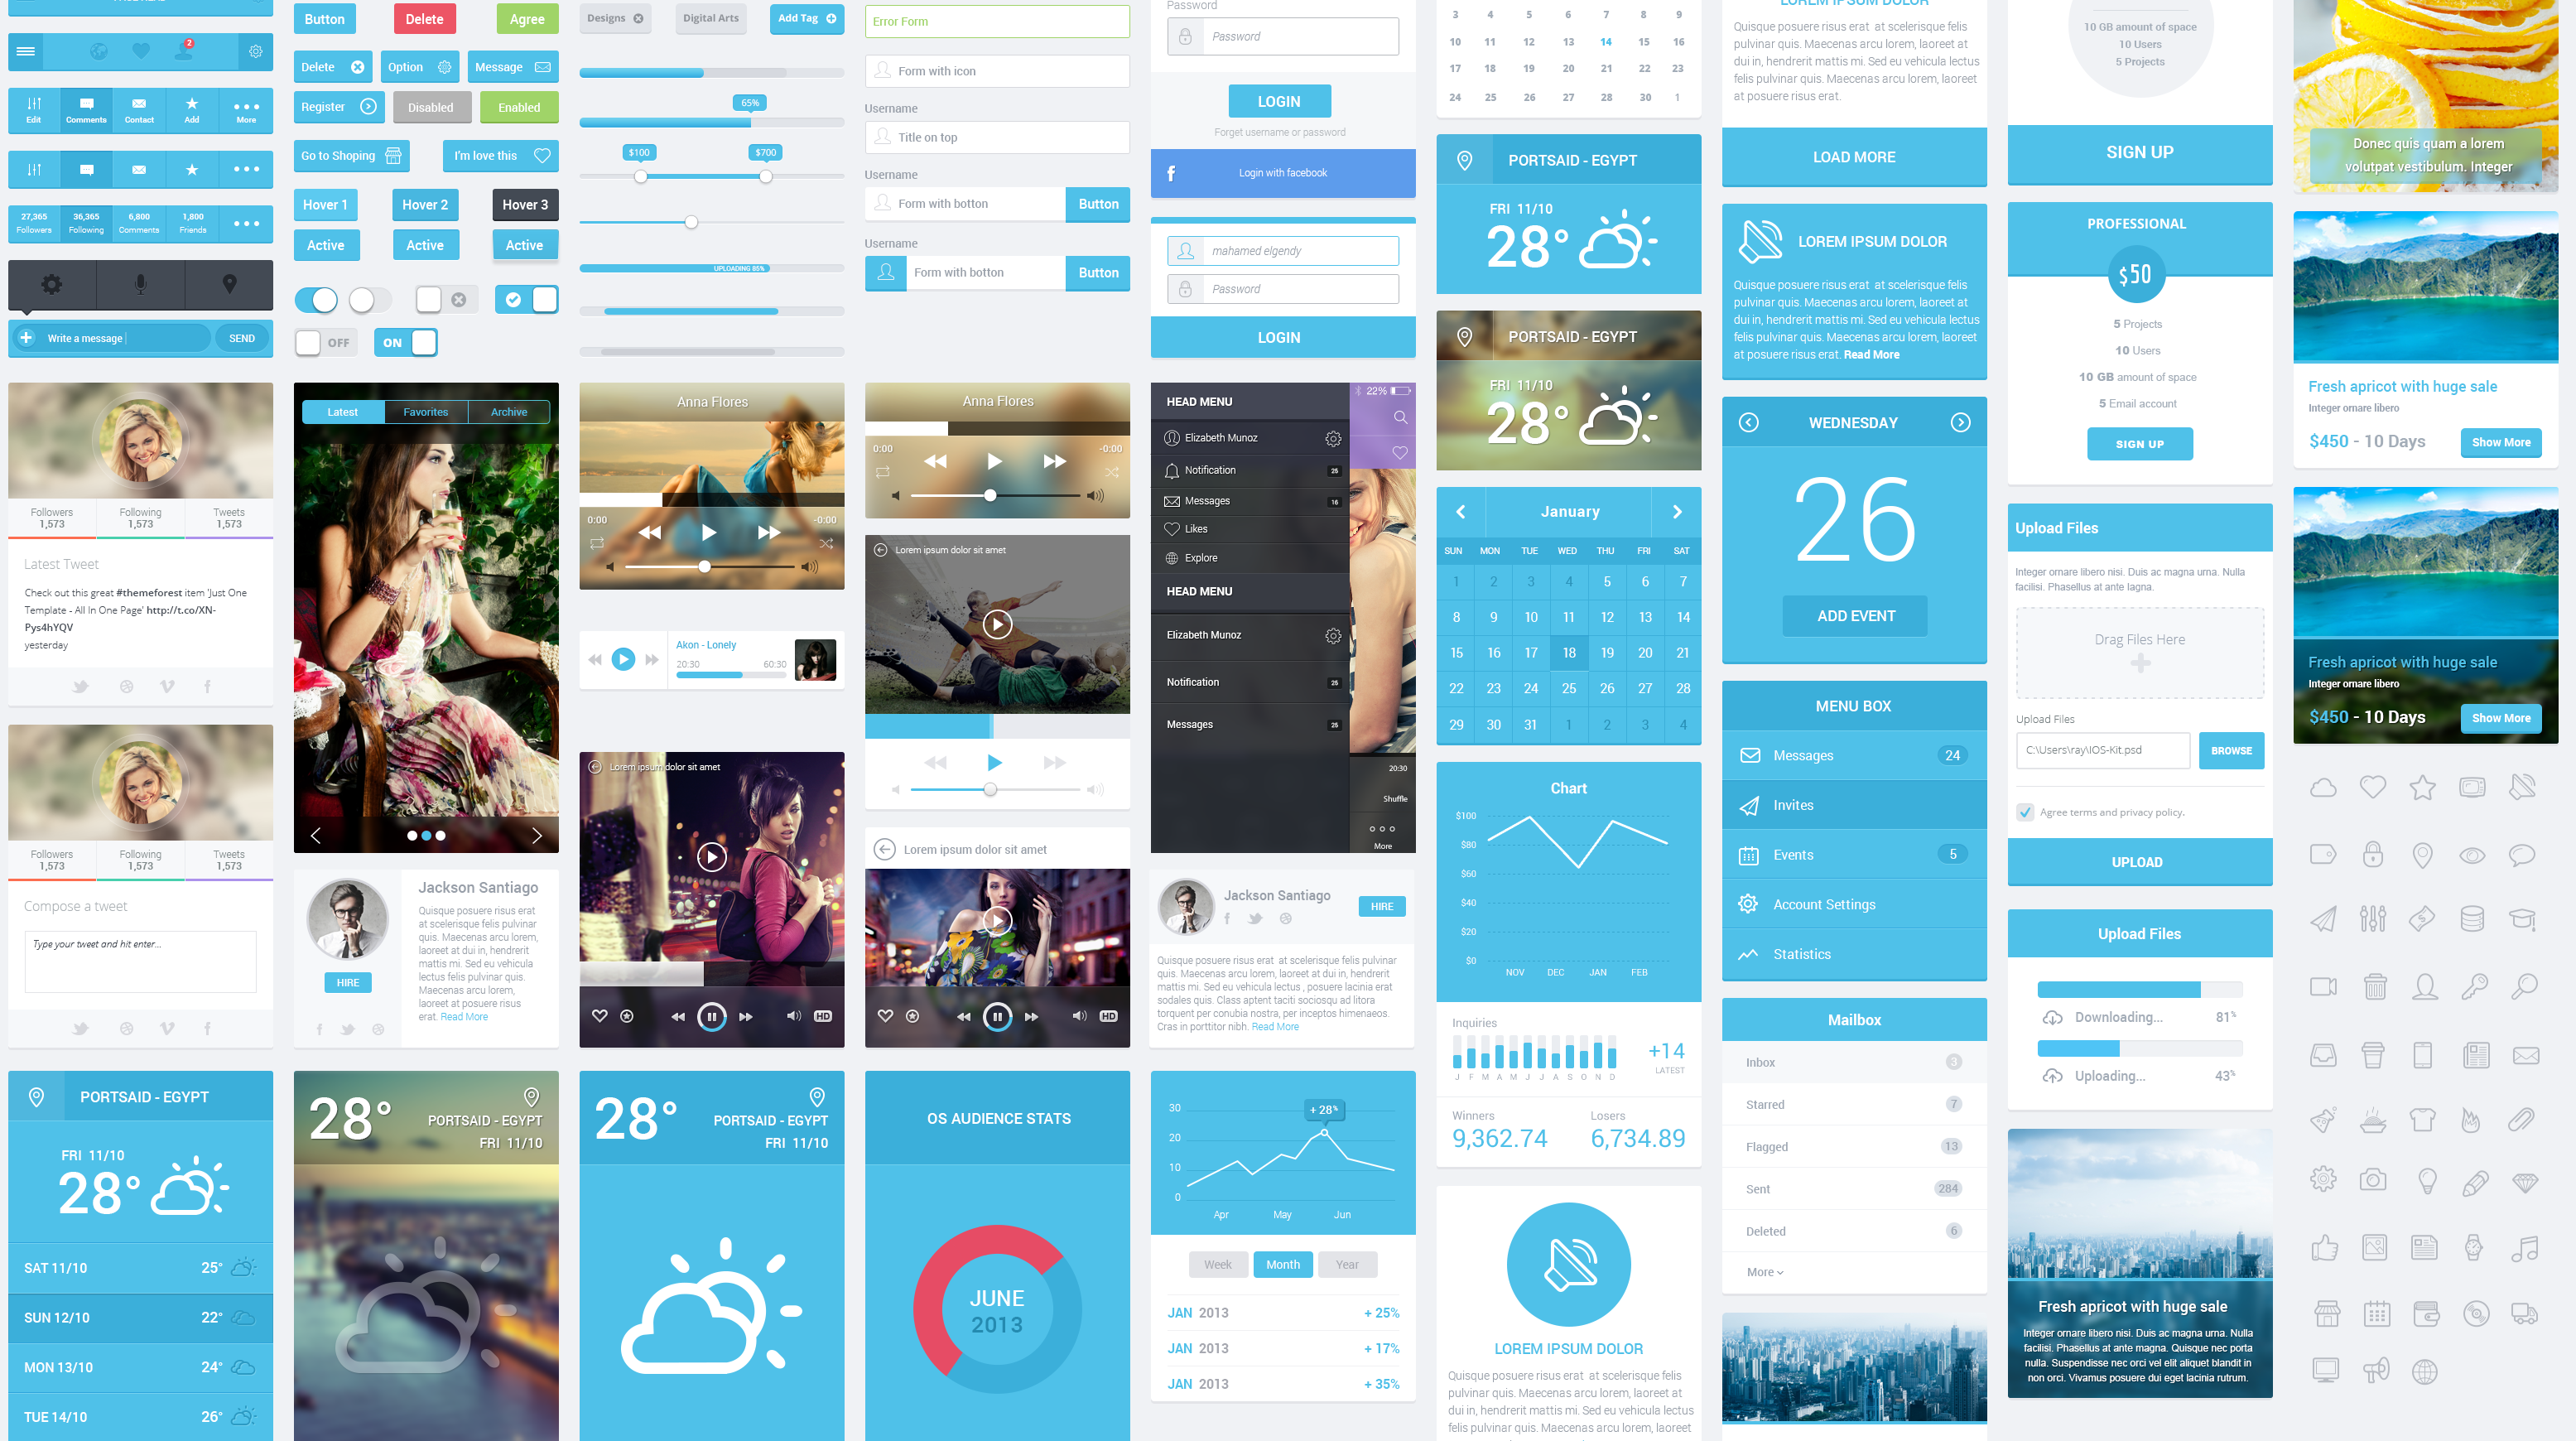 2
Edit
Comments
Contact
Add
More
27,365
Followers
36,365
Following
6,800
Comments
1,800
Friends
Write a message
SEND
Followers
1,573
Following
1,573
Tweets
1,573
Latest Tweet
Check out this great #themeforest item 'Just One
Template - All In One Page' http://t.co/XN-
Pys4hYQV
yesterday
Followers
1,573
Following
1,573
Tweets
1,573
Compose a tweet
Type your tweet and hit enter...
PORTSAID - EGYPT
FRI 11/10
28°
SAT 11/10
25°
SUN 12/10
22°
MON 13/10
24°
TUE 14/10
26°
Button
Delete
Agree
Delete
Option
Message
Register
Disabled
Enabled
Go to Shoping
I'm love this
Hover 1
Hover 2
Hover 3
Active
Active
Active
OFF
ON
Latest
Favorites
Archive
Jackson Santiago
Quisque posuere risus erat
at scelerisque felis pulvinar
quis. Maecenas arcu lorem,
laoreet at dui in, hendrerit
mattis mi. Sed eu vehicula
lectus felis pulvinar quis.
Maecenas arcu lorem,
laoreet at posuere risus
erat. Read More
HIRE
28°
PORTSAID - EGYPT
FRI 11/10
Designs
Digital Arts
Add Tag
65%
$100
$700
UPLOADING 85%
Anna Flores
0:00
-0:00
Akon - Lonely
20:30
60:30
Lorem ipsum dolor sit amet
HD
28°
PORTSAID - EGYPT
FRI 11/10
Error Form
Form with icon
Username
Title on top
Username
Form with botton
Button
Username
Form with botton
Button
Anna Flores
0:00
-0:00
Lorem ipsum dolor sit amet
Lorem ipsum dolor sit amet
HD
OS AUDIENCE STATS
JUNE
2013
Password
Password
LOGIN
Forget username or password
Login with facebook
mahamed elgendy
Password
LOGIN
HEAD MENU
22%
Elizabeth Munoz
Notification
25
Messages
16
Likes
Explore
HEAD MENU
Elizabeth Munoz
Notification
25
Messages
25
20:30
Shuffle
More
Jackson Santiago
HIRE
Quisque posuere risus erat at scelerisque felis pulvinar
quis. Maecenas arcu lorem, laoreet at dui in, hendrerit
mattis mi. Sed eu vehicula lectus , posuere lacinia erat
sodales quis. Class aptent taciti sociosqu ad litora
torquent per conubia nostra, per inceptos himenaeos.
Cras in porttitor nibh. Read More
30
+ 28%
20
10
0
Apr
May
Jun
Week
Month
Year
JAN 2013
+ 25%
JAN 2013
+ 17%
JAN 2013
+ 35%
3 4 5 6 7 8 9
10 11 12 13 14 15 16
17 18 19 20 21 22 23
24 25 26 27 28 30 1
PORTSAID - EGYPT
FRI 11/10
28°
PORTSAID - EGYPT
FRI 11/10
28°
January
SUN MON TUE WED THU FRI SAT
1 2 3 4 5 6 7
8 9 10 11 12 13 14
15 16 17 18 19 20 21
22 23 24 25 26 27 28
29 30 31 1 2 3 4
Chart
$100
$80
$60
$40
$20
$0
NOV DEC JAN FEB
Inquiries
+14
LATEST
J F M A M J J A S O N D
Winners
9,362.74
Losers
6,734.89
LOREM IPSUM DOLOR
Quisque posuere risus erat at scelerisque felis
pulvinar quis. Maecenas arcu lorem, laoreet at
dui in, hendrerit mattis mi. Sed eu vehicula lectus
felis pulvinar quis. Maecenas arcu lorem, laoreet
LOREM IPSUM DOLOR
Quisque posuere risus erat at scelerisque felis
pulvinar quis. Maecenas arcu lorem, laoreet at
dui in, hendrerit mattis mi. Sed eu vehicula lectus
felis pulvinar quis. Maecenas arcu lorem, laoreet
at posuere risus erat.
LOAD MORE
LOREM IPSUM DOLOR
Quisque posuere risus erat at scelerisque felis
pulvinar quis. Maecenas arcu lorem, laoreet at
dui in, hendrerit mattis mi. Sed eu vehicula lectus
felis pulvinar quis. Maecenas arcu lorem, laoreet
at posuere risus erat. Read More
WEDNESDAY
26
ADD EVENT
MENU BOX
Messages
24
Invites
Events
5
Account Settings
Statistics
Mailbox
Inbox
3
Starred
7
Flagged
13
Sent
284
Deleted
6
More
10 GB amount of space
10 Users
5 Projects
SIGN UP
PROFESSIONAL
$50
5 Projects
10 Users
10 GB amount of space
5 Email account
SIGN UP
Upload Files
Integer ornare libero nisi. Duis ac magna urna. Nulla
facilisi. Phasellus at ante lagna.
Drag Files Here
Upload Files
C:\Users\ray\IOS-Kit.psd
BROWSE
Agree terms and privacy policy.
UPLOAD
Upload Files
Downloading...
81%
Uploading...
43%
Fresh apricot with huge sale
Integer ornare libero nisi. Duis ac magna urna. Nulla
facilisi. Phasellus at ante magna. Quisque nec porta
nulla. Suspendisse nec orci vel elit aliquet blandit in
non orci. Vivamus posuere dui eget lacinia rutrum.
Donec quis quam a lorem
volutpat vestibulum. Integer
Fresh apricot with huge sale
Integer ornare libero
$450 - 10 Days
Show More
Fresh apricot with huge sale
Integer ornare libero
$450 - 10 Days
Show More